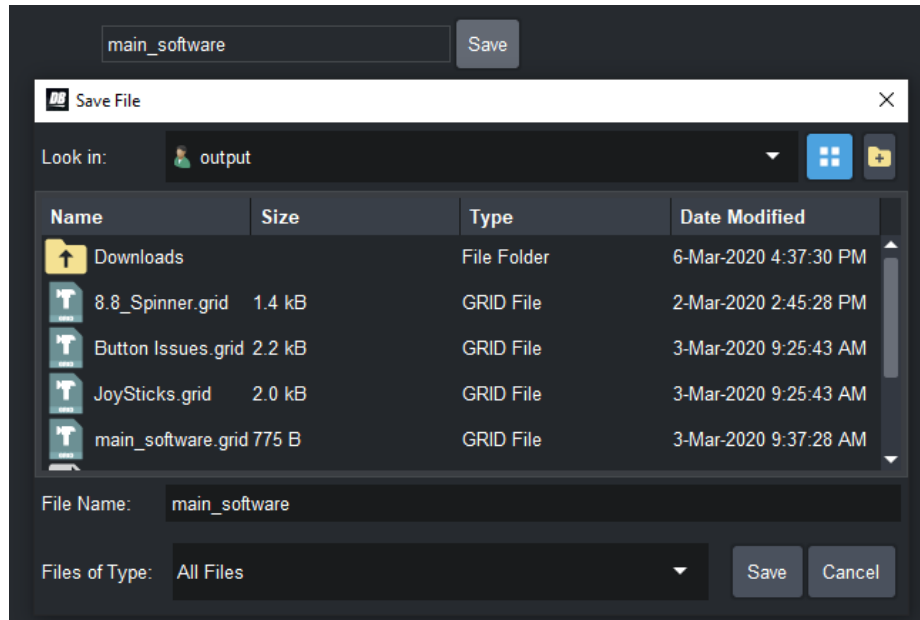 main_software Save
DB Save File
Look in: output
Name Size Type Date Modified
Downloads File Folder 6-Mar-2020 4:37:30 PM
8.8_Spinner.grid 1.4 kB GRID File 2-Mar-2020 2:45:28 PM
Button Issues.grid 2.2 kB GRID File 3-Mar-2020 9:25:43 AM
JoySticks.grid 2.0 kB GRID File 3-Mar-2020 9:25:43 AM
main_software.grid 775 B GRID File 3-Mar-2020 9:37:28 AM
File Name: main_software
Files of Type: All Files Save Cancel